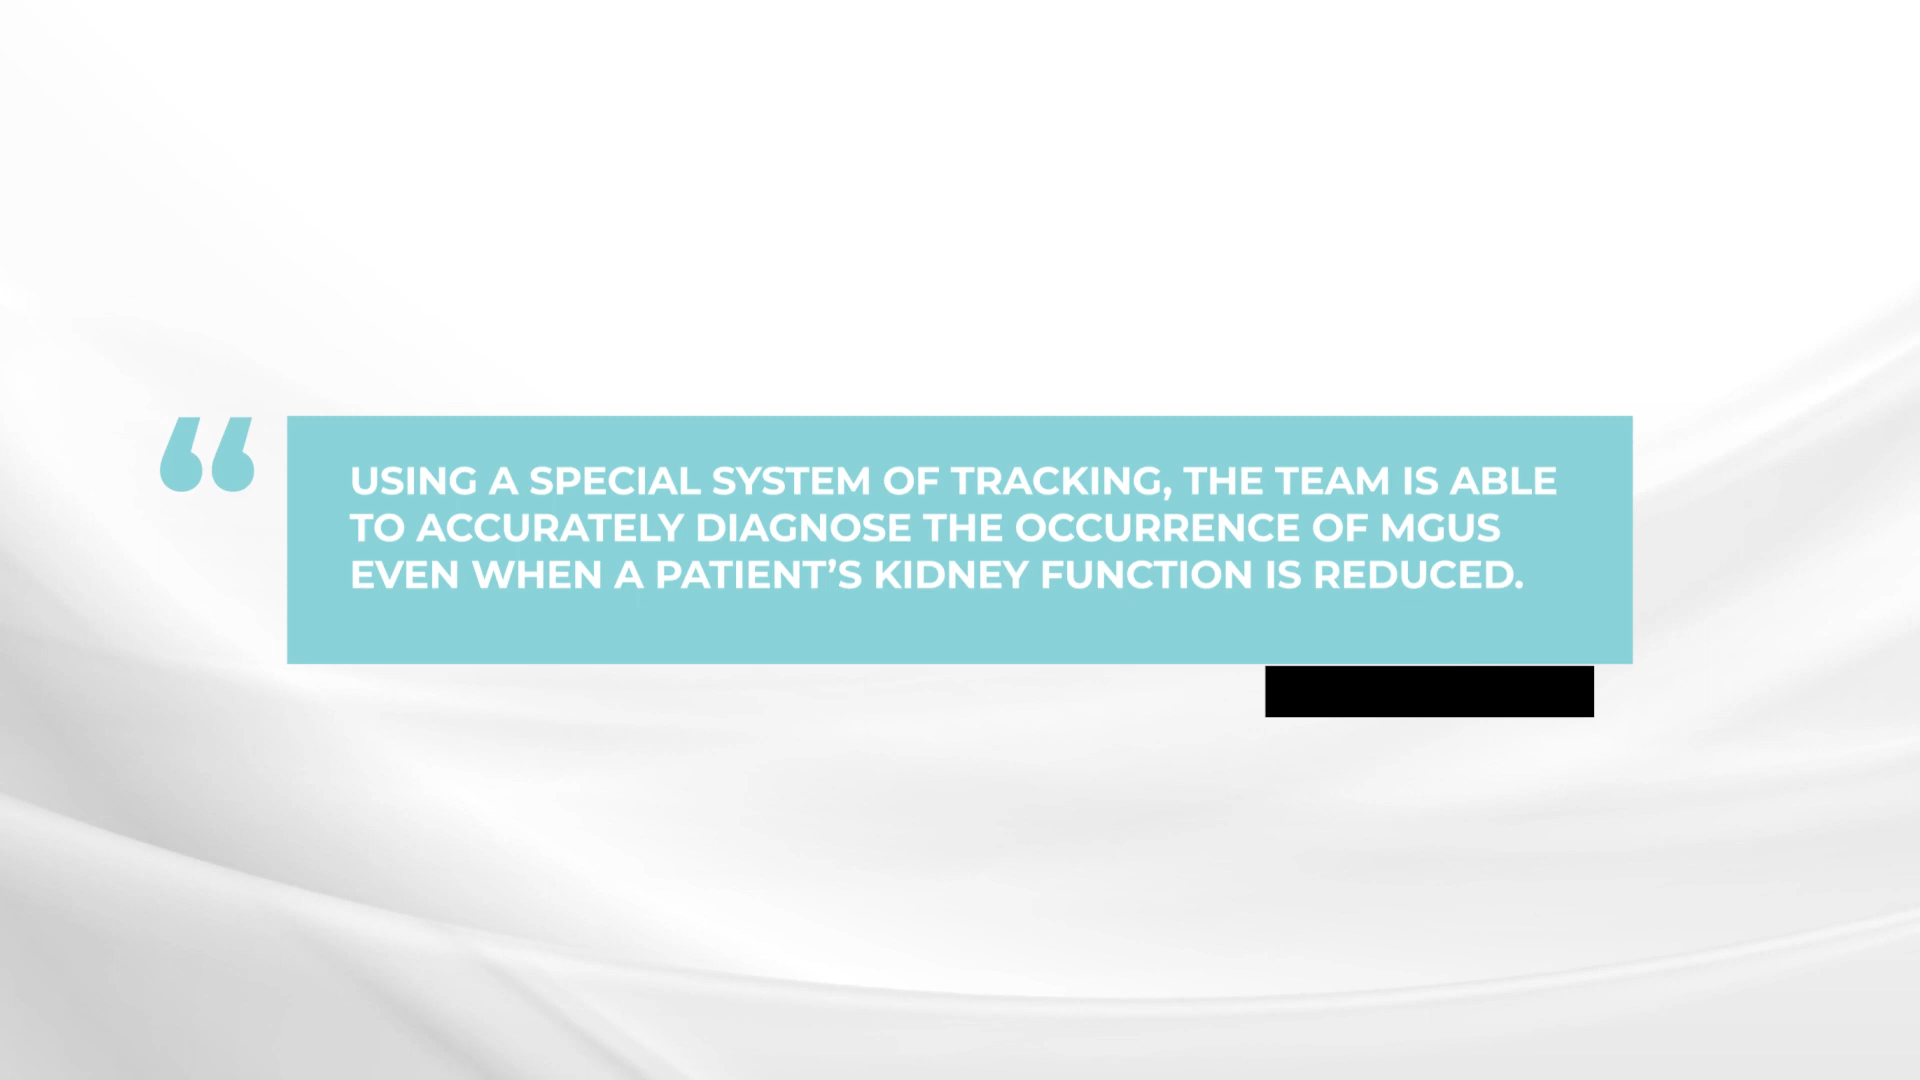 “
USING A SPECIAL SYSTEM OF TRACKING, THE TEAM IS ABLE
TO ACCURATELY DIAGNOSE THE OCCURRENCE OF MGUS
EVEN WHEN A PATIENT’S KIDNEY FUNCTION IS REDUCED.